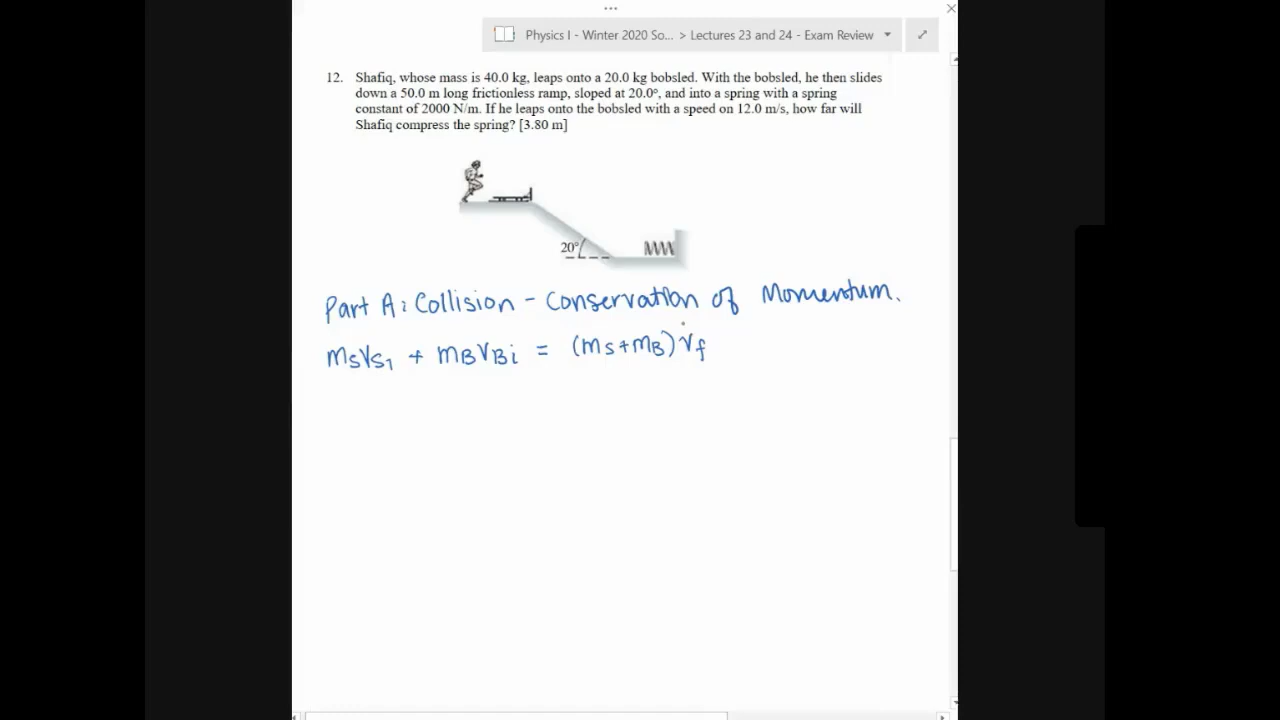 Physics I - Winter 2020 So... > Lectures 23 and 24 - Exam Review
12. Shafiq, whose mass is 40.0 kg, leaps onto a 20.0 kg bobsled. With the bobsled, he then slides
down a 50.0 m long frictionless ramp, sloped at 20.0°, and into a spring with a spring
constant of 2000 N/m. If he leaps onto the bobsled with a speed on 12.0 m/s, how far will
Shafiq compress the spring? [3.80 m]
20°
Part A: Collision - Conservation of Momentum.
mSvS1 + mBvBi = (mS+mB)vf